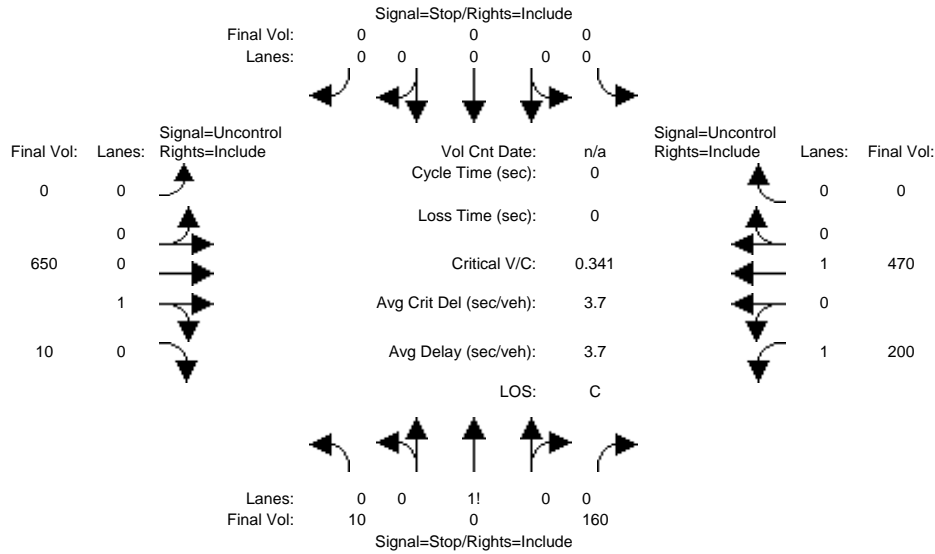 Signal=Stop/Rights=Include
Final Vol: 0 0 0
Lanes: 0 0 0 0 0
Signal=Uncontrol Signal=Uncontrol
Final Vol: Lanes: Rights=Include Vol Cnt Date: n/a Rights=Include Lanes: Final Vol:
Cycle Time (sec): 0
0 0 0 0
Loss Time (sec): 0
0 0
650 0 Critical V/C: 0.341 1 470
1 Avg Crit Del (sec/veh): 3.7 0
10 0 Avg Delay (sec/veh): 3.7 1 200
LOS: C
Lanes: 0 0 1! 0 0
Final Vol: 10 0 160
Signal=Stop/Rights=Include